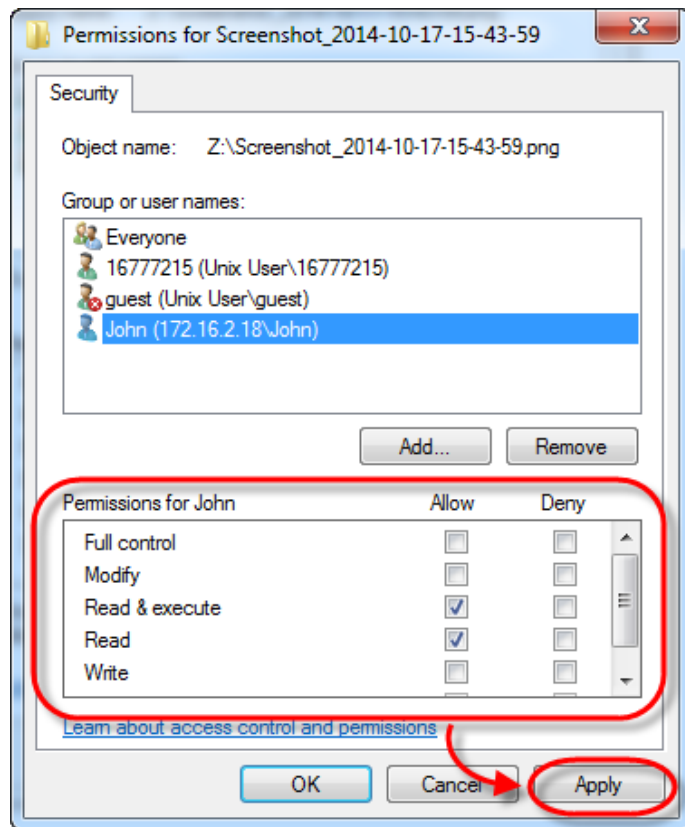 Permissions for Screenshot_2014-10-17-15-43-59
Security
Object name: Z:\Screenshot_2014-10-17-15-43-59.png
Group or user names:
Everyone
16777215 (Unix User\16777215)
guest (Unix User\guest)
John (172.16.2.18\John)
Add... Remove
Permissions for John Allow Deny
Full control
Modify
Read & execute
Read
Write
Learn about access control and permissions
OK Cancel Apply